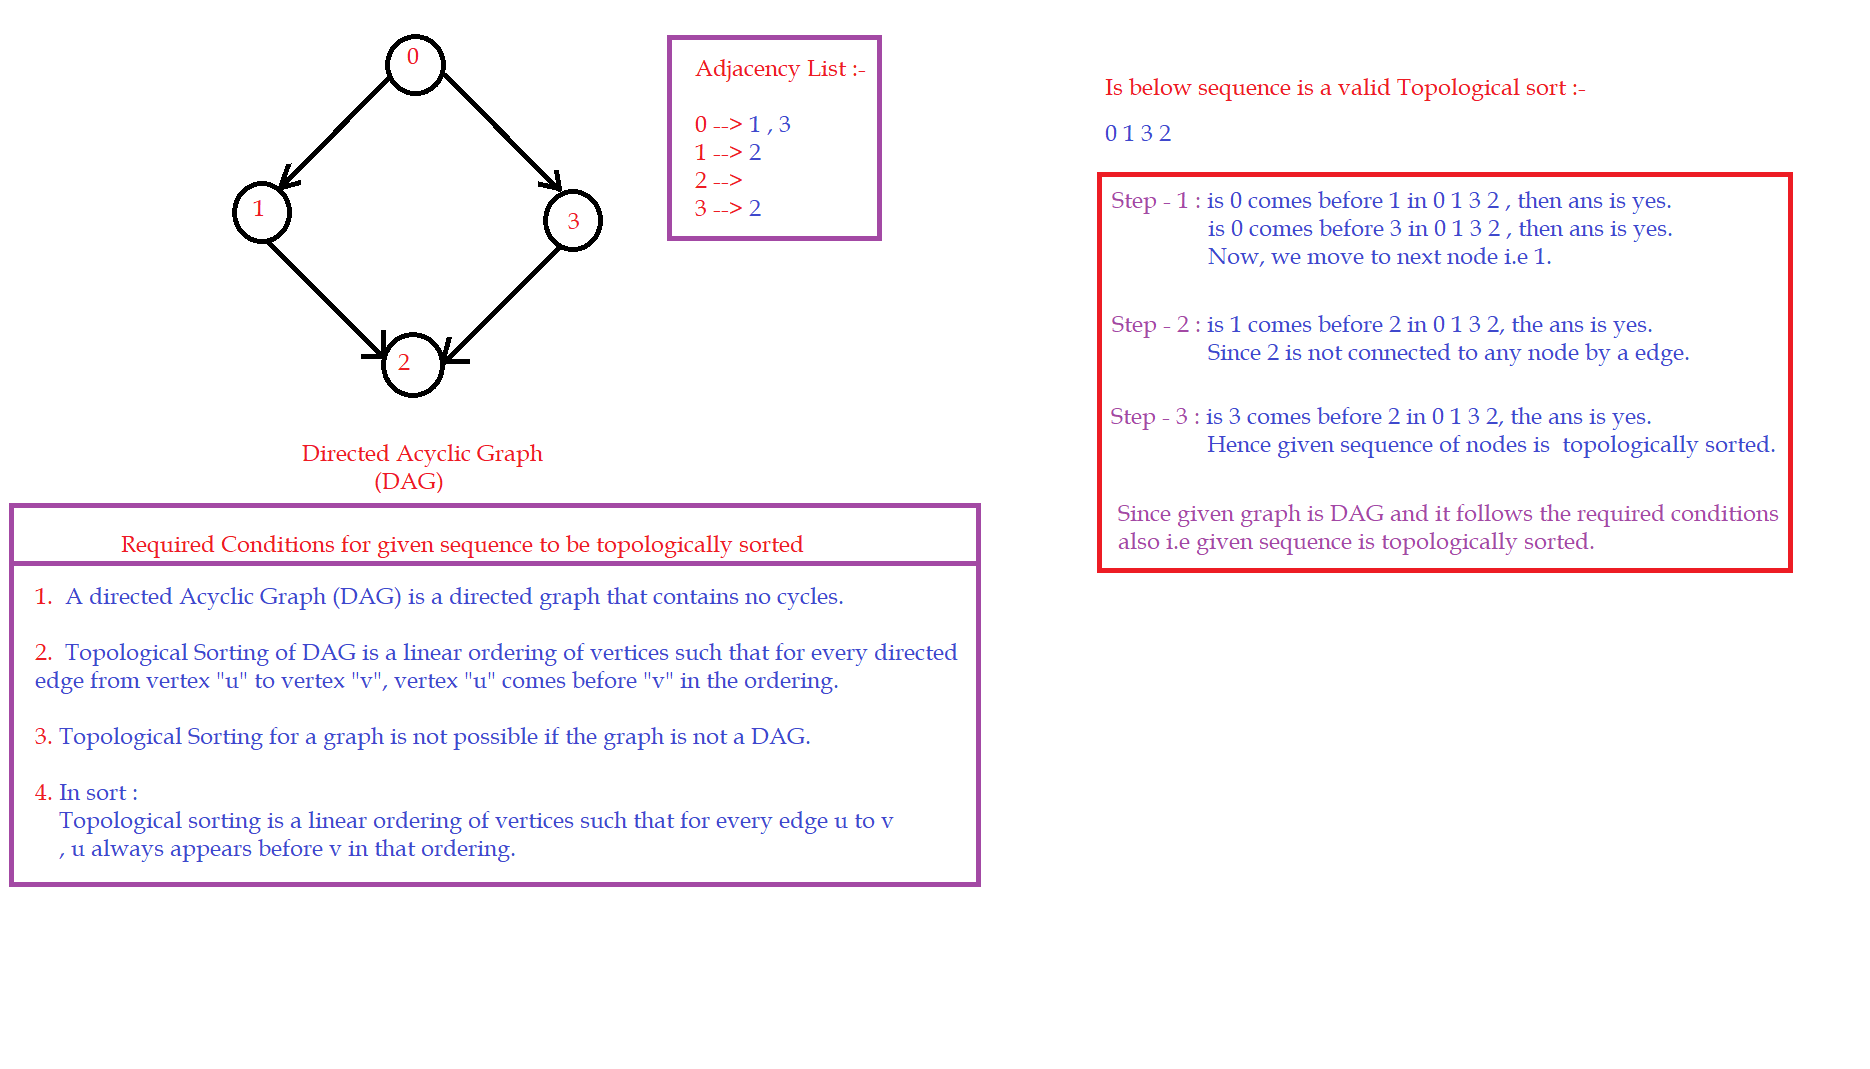 0
1
3
2
Directed Acyclic Graph
(DAG)
Adjacency List :-
0 --> 1 , 3
1 --> 2
2 -->
3 --> 2
Required Conditions for given sequence to be topologically sorted
1.  A directed Acyclic Graph (DAG) is a directed graph that contains no cycles.
2.  Topological Sorting of DAG is a linear ordering of vertices such that for every directed
edge from vertex "u" to vertex "v", vertex "u" comes before "v" in the ordering.
3. Topological Sorting for a graph is not possible if the graph is not a DAG.
4. In sort :
Topological sorting is a linear ordering of vertices such that for every edge u to v
, u always appears before v in that ordering.
Is below sequence is a valid Topological sort :-
0 1 3 2
Step - 1 : is 0 comes before 1 in 0 1 3 2 , then ans is yes.
is 0 comes before 3 in 0 1 3 2 , then ans is yes.
Now, we move to next node i.e 1.
Step - 2 : is 1 comes before 2 in 0 1 3 2, the ans is yes.
Since 2 is not connected to any node by a edge.
Step - 3 : is 3 comes before 2 in 0 1 3 2, the ans is yes.
Hence given sequence of nodes is  topologically sorted.
Since given graph is DAG and it follows the required conditions
also i.e given sequence is topologically sorted.